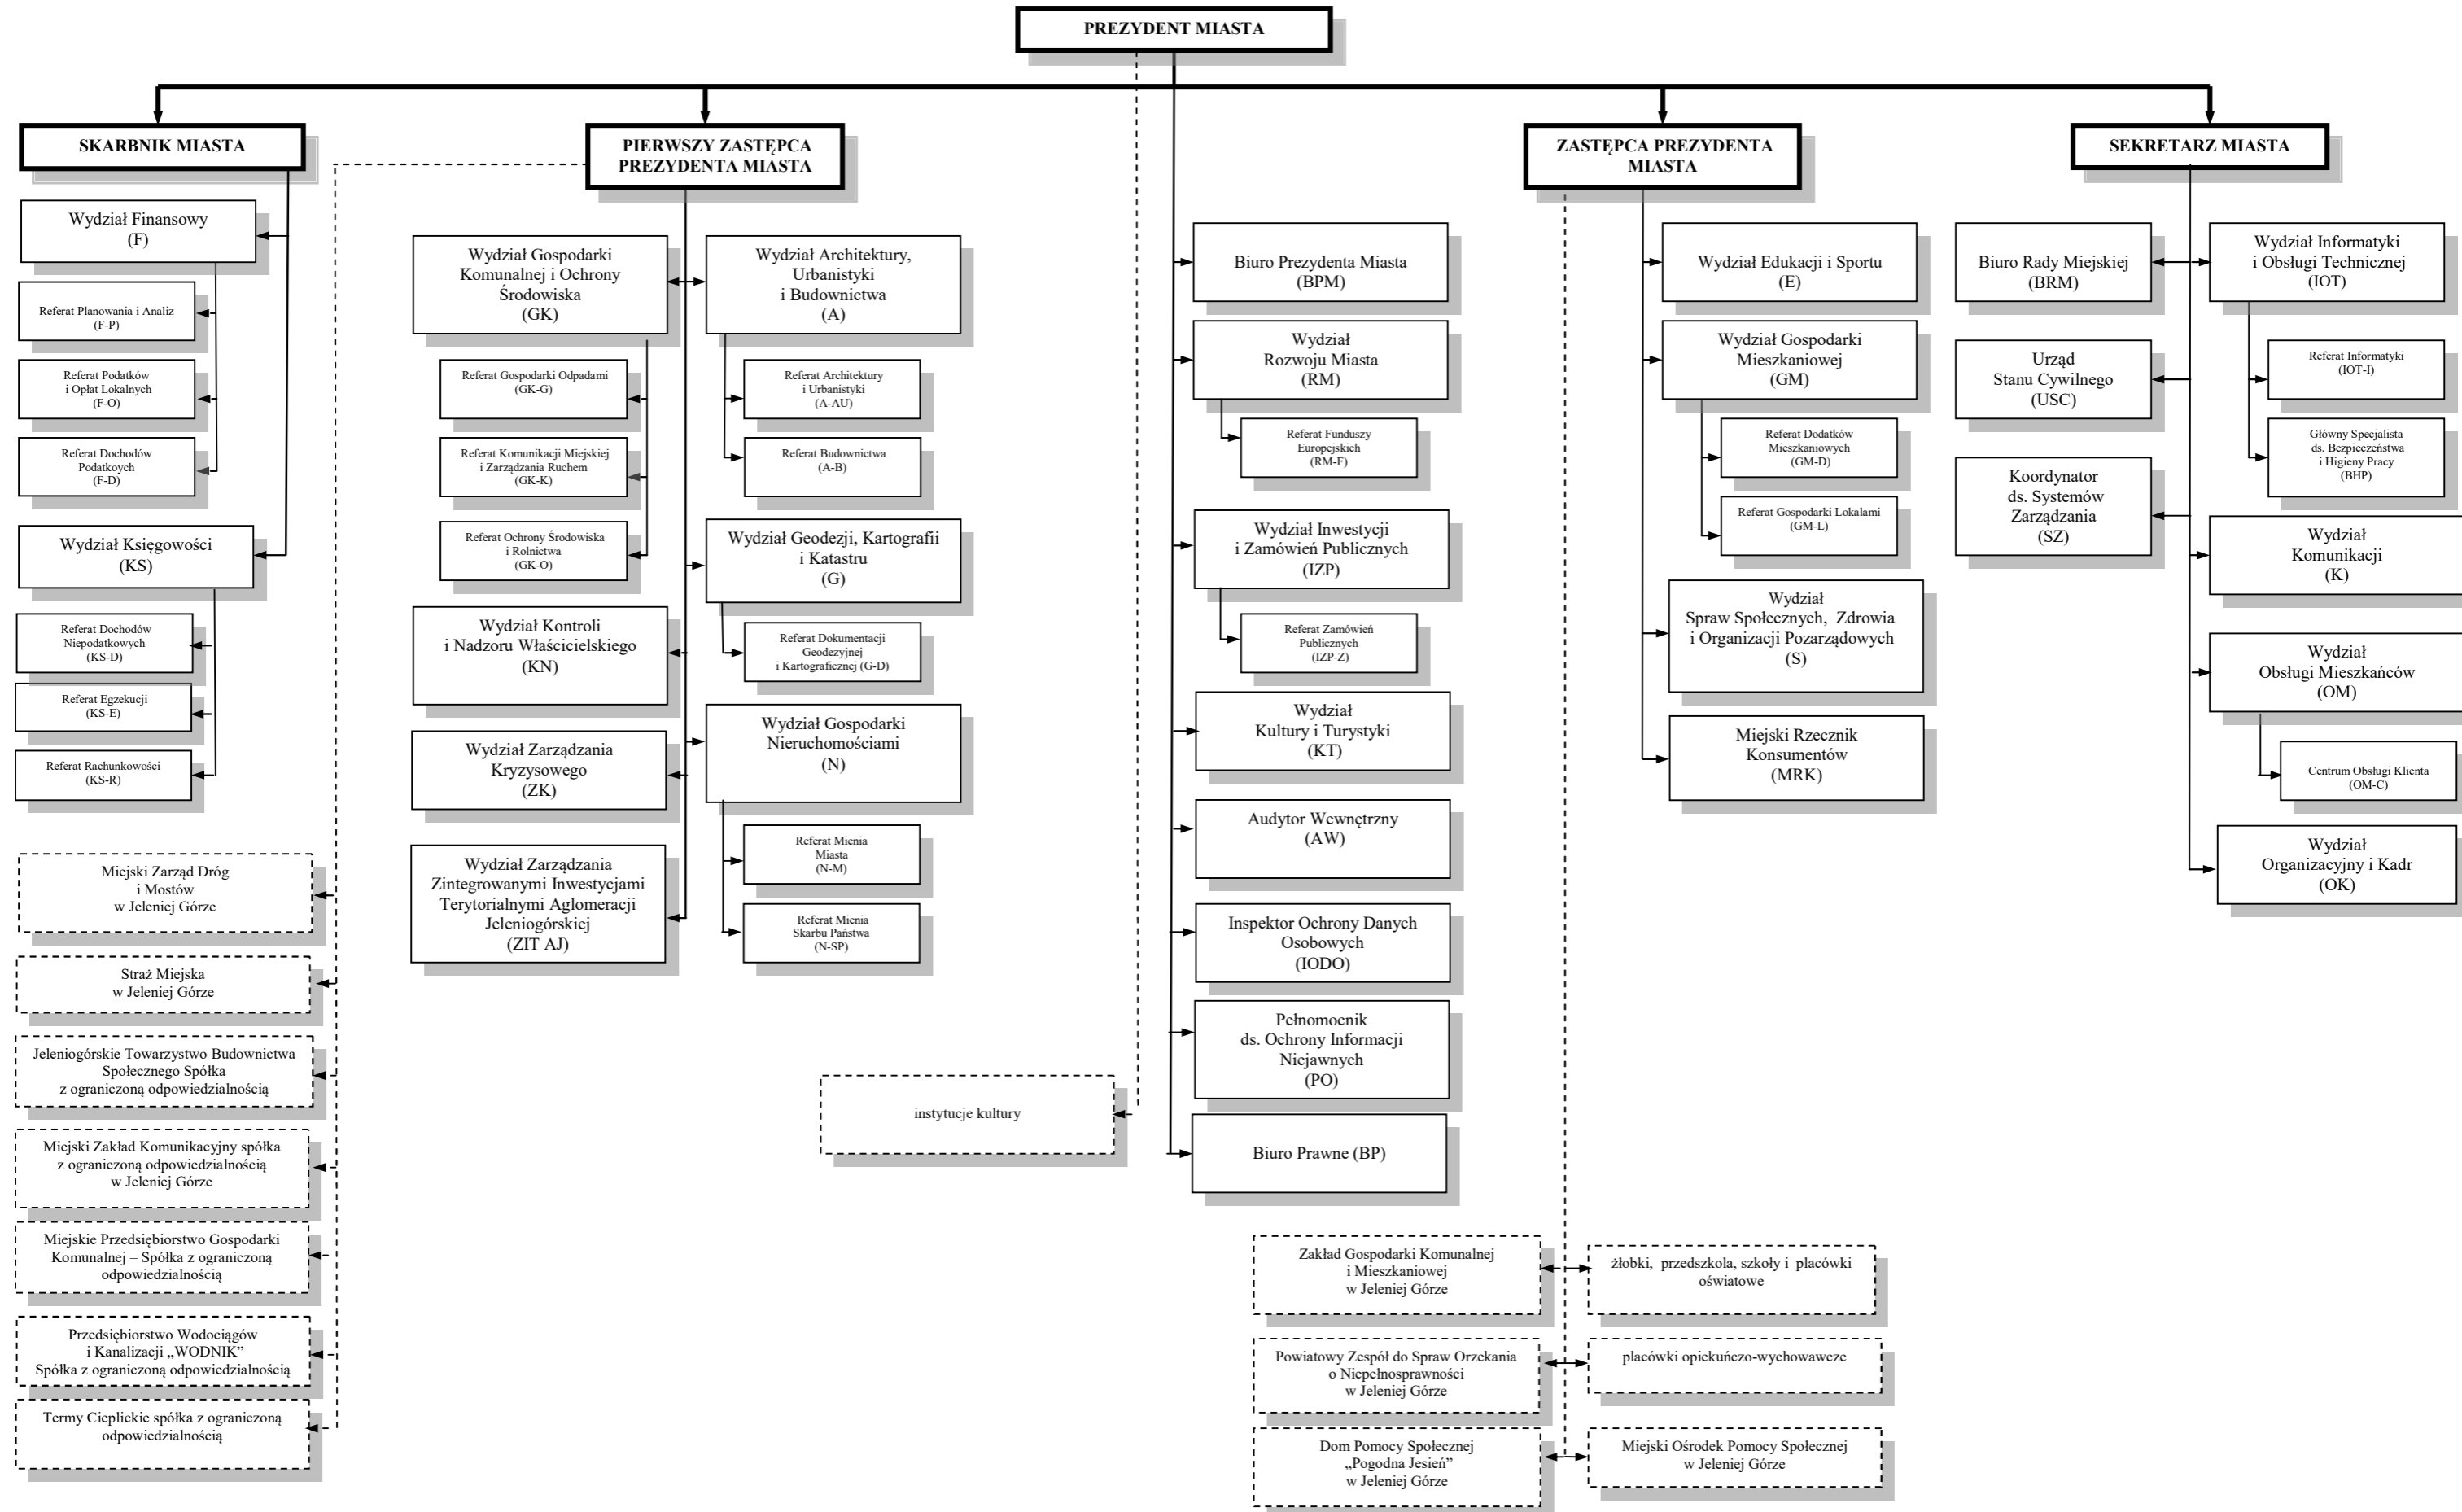 PREZYDENT MIASTA
SKARBNIK MIASTA
Wydział Finansowy
(F)
Referat Planowania i Analiz
(F-P)
Referat Podatków
i Opłat Lokalnych
(F-O)
Referat Dochodów
Podatkoych
(F-D)
Wydział Księgowości
(KS)
Referat Dochodów
Niepodatkowych
(KS-D)
Referat Egzekucji
(KS-E)
Referat Rachunkowości
(KS-R)
PIERWSZY ZASTĘPCA
PREZYDENTA MIASTA
Wydział Gospodarki
Komunalnej i Ochrony
Środowiska
(GK)
Referat Gospodarki Odpadami
(GK-G)
Referat Komunikacji Miejskiej
i Zarządzania Ruchem
(GK-K)
Referat Ochrony Środowiska
i Rolnictwa
(GK-O)
Wydział Kontroli
i Nadzoru Właścicielskiego
(KN)
Wydział Zarządzania
Kryzysowego
(ZK)
Wydział Zarządzania
Zintegrowanymi Inwestycjami
Terytorialnymi Aglomeracji
Jeleniogórskiej
(ZIT AJ)
Wydział Architektury,
Urbanistyki
i Budownictwa
(A)
Referat Architektury
i Urbanistyki
(A-AU)
Referat Budownictwa
(A-B)
Wydział Geodezji, Kartografii
i Katastru
(G)
Referat Dokumentacji
Geodezyjnej
i Kartograficznej (G-D)
Wydział Gospodarki
Nieruchomościami
(N)
Referat Mienia
Miasta
(N-M)
Referat Mienia
Skarbu Państwa
(N-SP)
Miejski Zarząd Dróg
i Mostów
w Jeleniej Górze
Straż Miejska
w Jeleniej Górze
Jeleniogórskie Towarzystwo Budownictwa
Społecznego Spółka
z ograniczoną odpowiedzialnością
Miejski Zakład Komunikacyjny spółka
z ograniczoną odpowiedzialnością
w Jeleniej Górze
Miejskie Przedsiębiorstwo Gospodarki
Komunalnej – Spółka z ograniczoną
odpowiedzialnością
Przedsiębiorstwo Wodociągów
i Kanalizacji „WODNIK”
Spółka z ograniczoną odpowiedzialnością
Termy Cieplickie spółka z ograniczoną
odpowiedzialnością
Biuro Prezydenta Miasta
(BPM)
Wydział
Rozwoju Miasta
(RM)
Referat Funduszy
Europejskich
(RM-F)
Wydział Inwestycji
i Zamówień Publicznych
(IZP)
Referat Zamówień
Publicznych
(IZP-Z)
Wydział
Kultury i Turystyki
(KT)
Audytor Wewnętrzny
(AW)
Inspektor Ochrony Danych
Osobowych
(IODO)
Pełnomocnik
ds. Ochrony Informacji
Niejawnych
(PO)
Biuro Prawne (BP)
instytucje kultury
ZASTĘPCA PREZYDENTA
MIASTA
Wydział Edukacji i Sportu
(E)
Wydział Gospodarki
Mieszkaniowej
(GM)
Referat Dodatków
Mieszkaniowych
(GM-D)
Referat Gospodarki Lokalami
(GM-L)
Wydział
Spraw Społecznych, Zdrowia
i Organizacji Pozarządowych
(S)
Miejski Rzecznik
Konsumentów
(MRK)
Zakład Gospodarki Komunalnej
i Mieszkaniowej
w Jeleniej Górze
żłobki, przedszkola, szkoły i placówki
oświatowe
Powiatowy Zespół do Spraw Orzekania
o Niepełnosprawności
w Jeleniej Górze
placówki opiekuńczo-wychowawcze
Dom Pomocy Społecznej
„Pogodna Jesień”
w Jeleniej Górze
Miejski Ośrodek Pomocy Społecznej
w Jeleniej Górze
SEKRETARZ MIASTA
Biuro Rady Miejskiej
(BRM)
Urząd
Stanu Cywilnego
(USC)
Koordynator
ds. Systemów
Zarządzania
(SZ)
Wydział Informatyki
i Obsługi Technicznej
(IOT)
Referat Informatyki
(IOT-I)
Główny Specjalista
ds. Bezpieczeństwa
i Higieny Pracy
(BHP)
Wydział
Komunikacji
(K)
Wydział
Obsługi Mieszkańców
(OM)
Centrum Obsługi Klienta
(OM-C)
Wydział
Organizacyjny i Kadr
(OK)